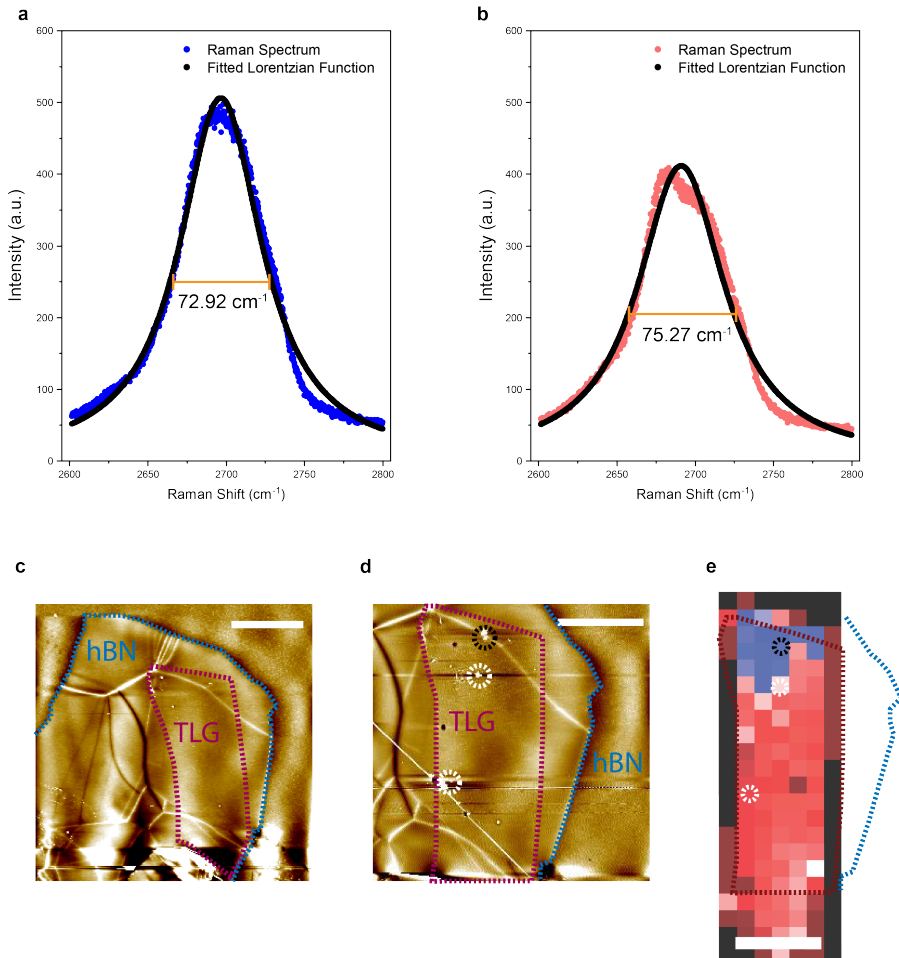 a
Raman Spectrum
Fitted Lorentzian Function
600
500
400
300
200
100
0
Intensity (a.u.)
72.92 cm-1
2600
2650
2700
2750
2800
Raman Shift (cm-1)
b
Raman Spectrum
Fitted Lorentzian Function
600
500
400
300
200
100
0
Intensity (a.u.)
75.27 cm-1
2600
2650
2700
2750
2800
Raman Shift (cm-1)
c
hBN
TLG
d
TLG
hBN
e